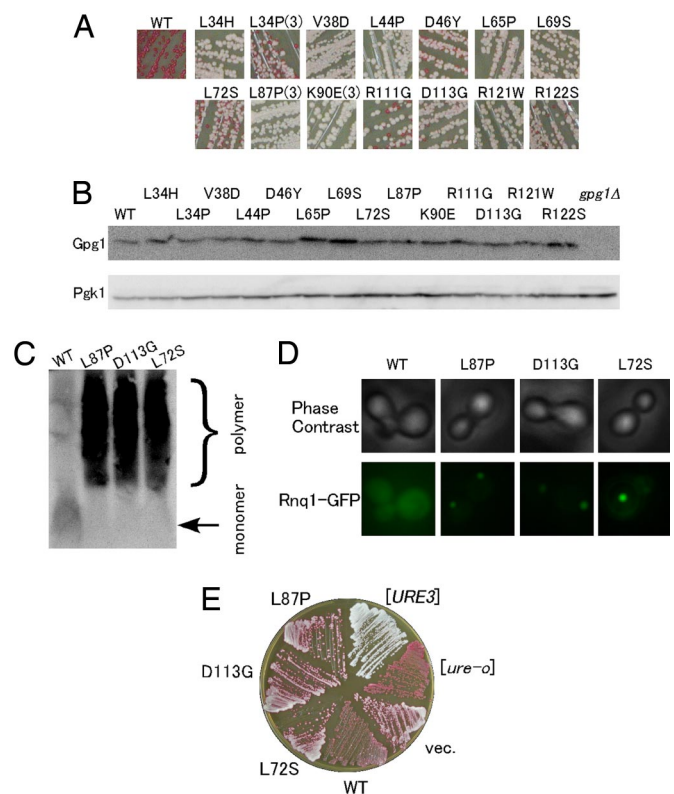 A
WT L34H L34P(3) V38D L44P D46Y L65P L69S
L72S L87P(3) K90E(3) R111G D113G R121W R122S
B
L34H V38D D46Y L69S L87P R111G R121W gpg1Δ
WT L34P L44P L65P L72S K90E D113G R122S
Gpg1
Pgk1
C
WT L87P D113G L72S
polymer
monomer
D
WT L87P D113G L72S
Phase
Contrast
Rnq1-GFP
E
L87P [URE3]
D113G [ure-o]
L72S vec.
WT